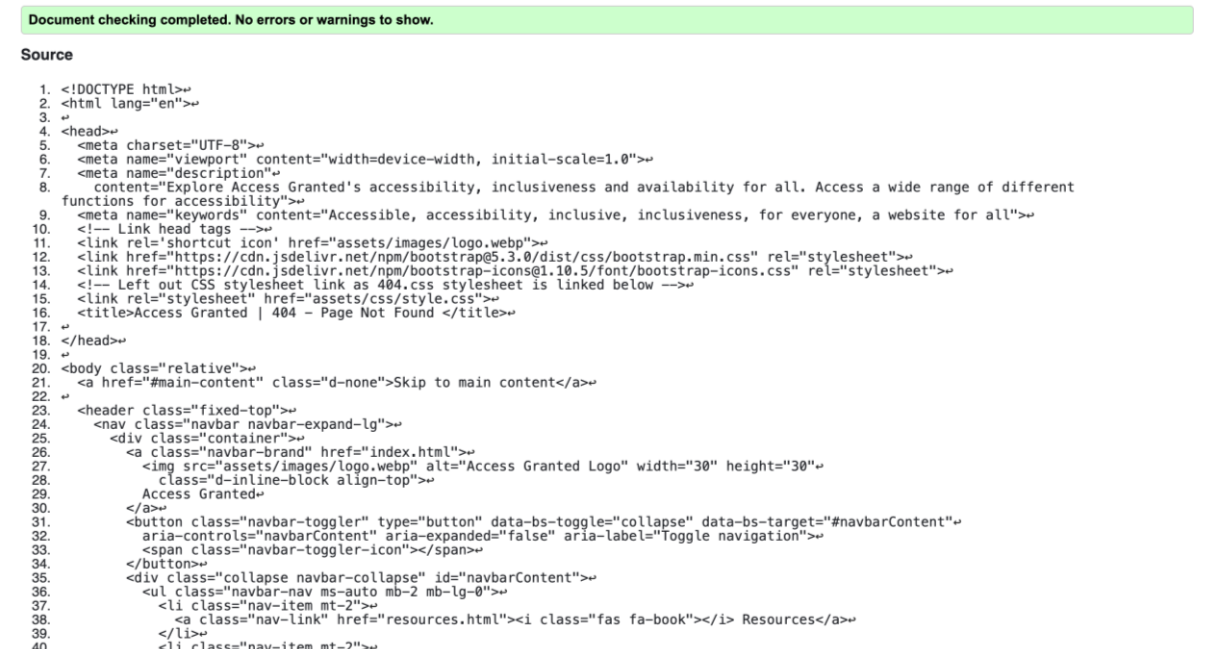 Document checking completed. No errors or warnings to show.
Source
1. <!DOCTYPE html>↩
2. <html lang="en">↩
3. ↩
4. <head>↩
5.   <meta charset="UTF-8">↩
6.   <meta name="viewport" content="width=device-width, initial-scale=1.0">↩
7.   <meta name="description"↩
8.     content="Explore Access Granted's accessibility, inclusiveness and availability for all. Access a wide range of different
functions for accessibility">↩
9.   <meta name="keywords" content="Accessible, accessibility, inclusive, inclusiveness, for everyone, a website for all">↩
10.   <!-- Link head tags -->↩
11.   <link rel='shortcut icon' href="assets/images/logo.webp">↩
12.   <link href="https://cdn.jsdelivr.net/npm/bootstrap@5.3.0/dist/css/bootstrap.min.css" rel="stylesheet">↩
13.   <link href="https://cdn.jsdelivr.net/npm/bootstrap-icons@1.10.5/font/bootstrap-icons.css" rel="stylesheet">↩
14.   <!-- Left out CSS stylesheet link as 404.css stylesheet is linked below -->↩
15.   <link rel="stylesheet" href="assets/css/style.css">↩
16.   <title>Access Granted | 404 - Page Not Found </title>↩
17. ↩
18. </head>↩
19. ↩
20. <body class="relative">↩
21.   <a href="#main-content" class="d-none">Skip to main content</a>↩
22. ↩
23.   <header class="fixed-top">↩
24.     <nav class="navbar navbar-expand-lg">↩
25.       <div class="container">↩
26.         <a class="navbar-brand" href="index.html">↩
27.           <img src="assets/images/logo.webp" alt="Access Granted Logo" width="30" height="30"↩
28.             class="d-inline-block align-top">↩
29.           Access Granted↩
30.         </a>↩
31.         <button class="navbar-toggler" type="button" data-bs-toggle="collapse" data-bs-target="#navbarContent"↩
32.           aria-controls="navbarContent" aria-expanded="false" aria-label="Toggle navigation">↩
33.           <span class="navbar-toggler-icon"></span>↩
34.         </button>↩
35.         <div class="collapse navbar-collapse" id="navbarContent">↩
36.           <ul class="navbar-nav ms-auto mb-2 mb-lg-0">↩
37.             <li class="nav-item mt-2">↩
38.               <a class="nav-link" href="resources.html"><i class="fas fa-book"></i> Resources</a>↩
39.             </li>↩
40.             <li class="nav-item mt-2">↩